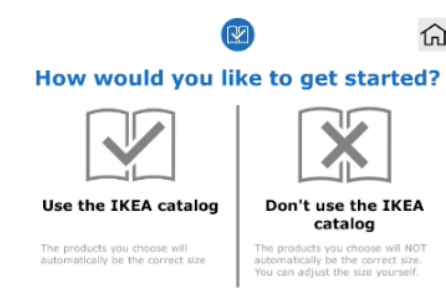 How would you like to get started?
Use the IKEA catalog
The products you choose will
automatically be the correct size
Don't use the IKEA
catalog
The products you choose will NOT
automatically be the correct size.
You can adjust the size yourself.